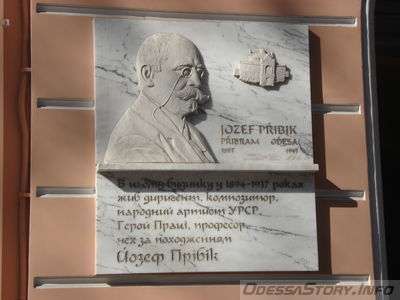 JOZEF PŘIBIK
PŘIBRAM ODESA
1855 1937
В цьому будинку у 1894-1937 роках
жив диригент, композитор,
народний артист УРСР,
Герой Праці, професор,
чех за походженням
Йозеф Прібік
OdessaStory.Info